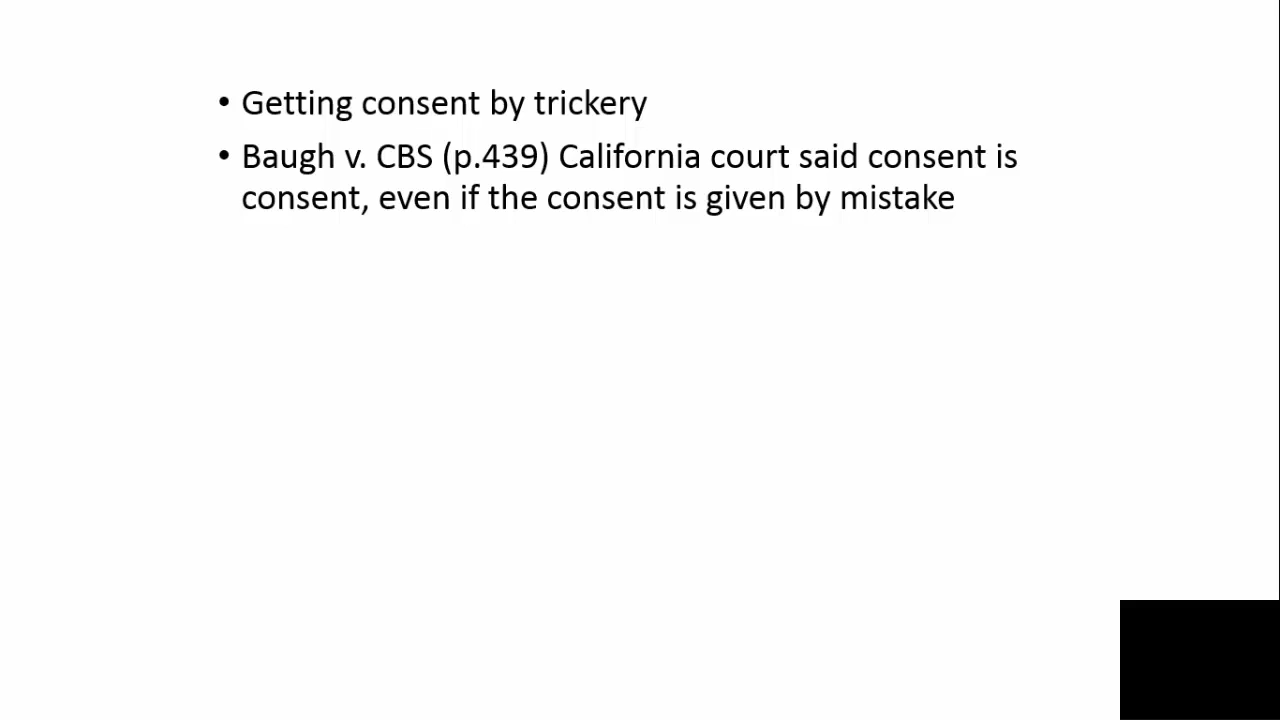 • Getting consent by trickery
• Baugh v. CBS (p.439) California court said consent is
consent, even if the consent is given by mistake